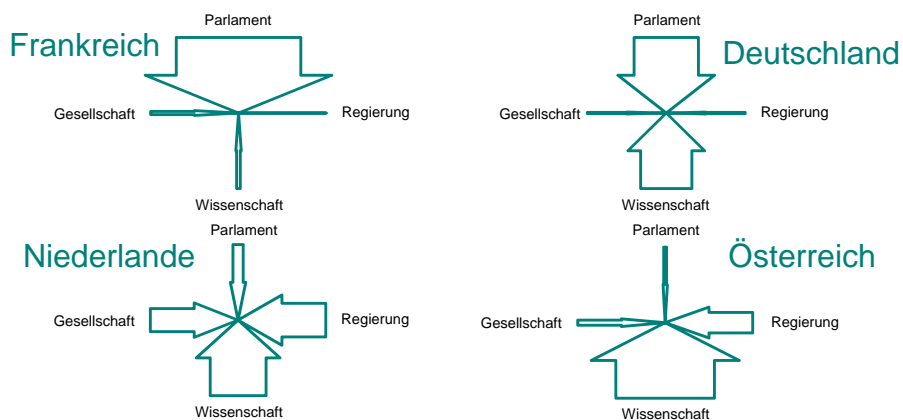 Parlament
Frankreich
Gesellschaft
Regierung
Wissenschaft
Parlament
Deutschland
Gesellschaft
Regierung
Wissenschaft
Parlament
Niederlande
Gesellschaft
Regierung
Wissenschaft
Parlament
Österreich
Gesellschaft
Regierung
Wissenschaft